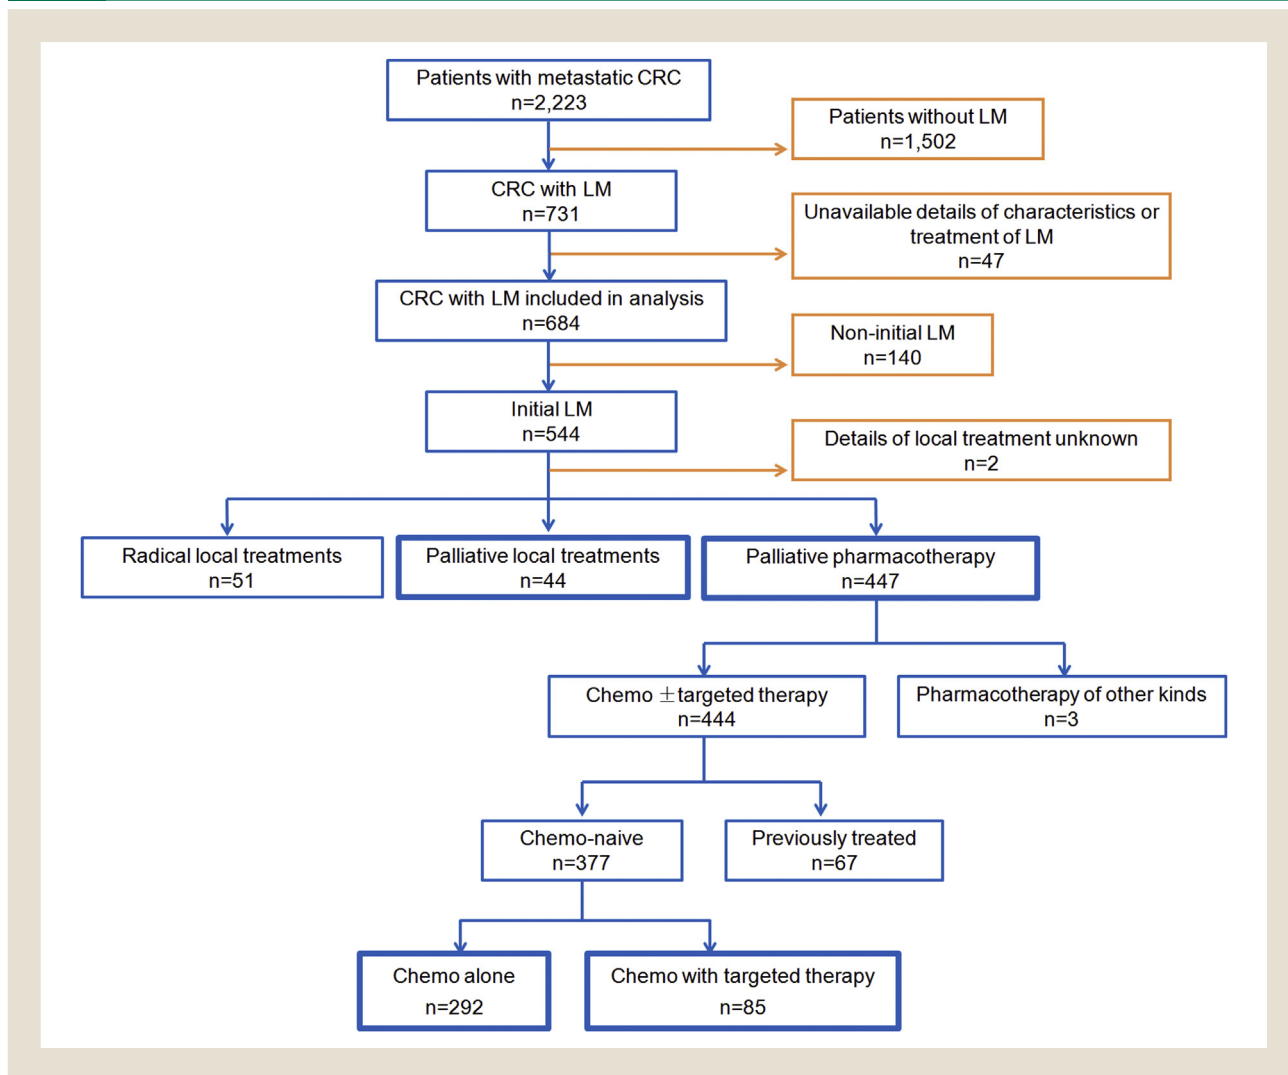 Patients with metastatic CRC
n=2,223
Patients without LM
n=1,502
CRC with LM
n=731
Unavailable details of characteristics or
treatment of LM
n=47
CRC with LM included in analysis
n=684
Non-initial LM
n=140
Initial LM
n=544
Details of local treatment unknown
n=2
Radical local treatments
n=51
Palliative local treatments
n=44
Palliative pharmacotherapy
n=447
Chemo ±targeted therapy
n=444
Pharmacotherapy of other kinds
n=3
Chemo-naive
n=377
Previously treated
n=67
Chemo alone
n=292
Chemo with targeted therapy
n=85